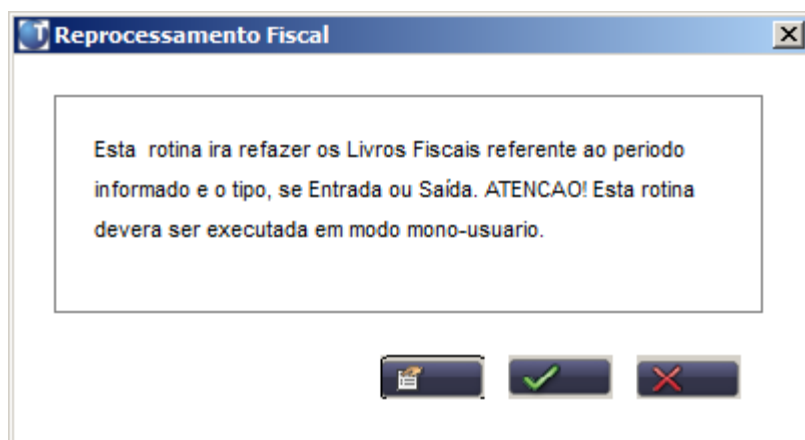 Reprocessamento Fiscal
Esta rotina ira refazer os Livros Fiscais referente ao periodo
informado e o tipo, se Entrada ou Saída. ATENCAO! Esta rotina
devera ser executada em modo mono-usuario.